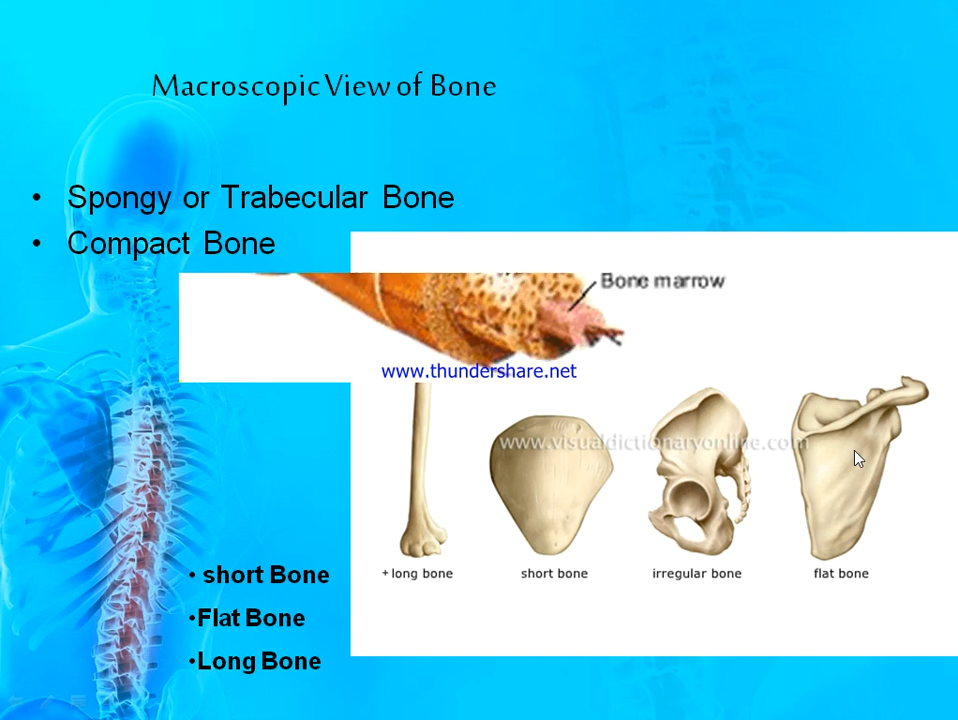 Macroscopic View of Bone
• Spongy or Trabecular Bone
• Compact Bone
Bone marrow
www.thundershare.net
www.visualdictionaryonline.com
+ long bone
short bone
irregular bone
flat bone
• short Bone
•Flat Bone
•Long Bone